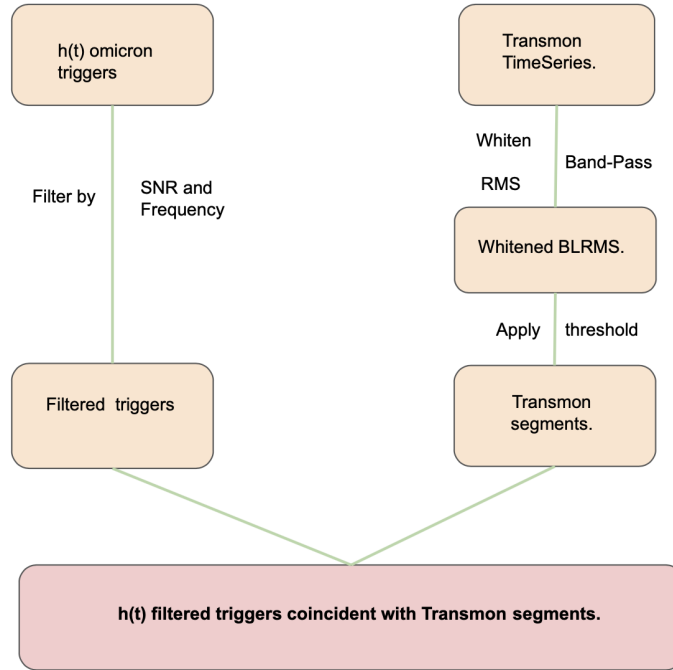 h(t) omicron
triggers
Filter by
SNR and
Frequency
Filtered triggers
Transmon
TimeSeries.
Whiten
Band-Pass
RMS
Whitened BLRMS.
Apply
threshold
Transmon
segments.
h(t) filtered triggers coincident with Transmon segments.